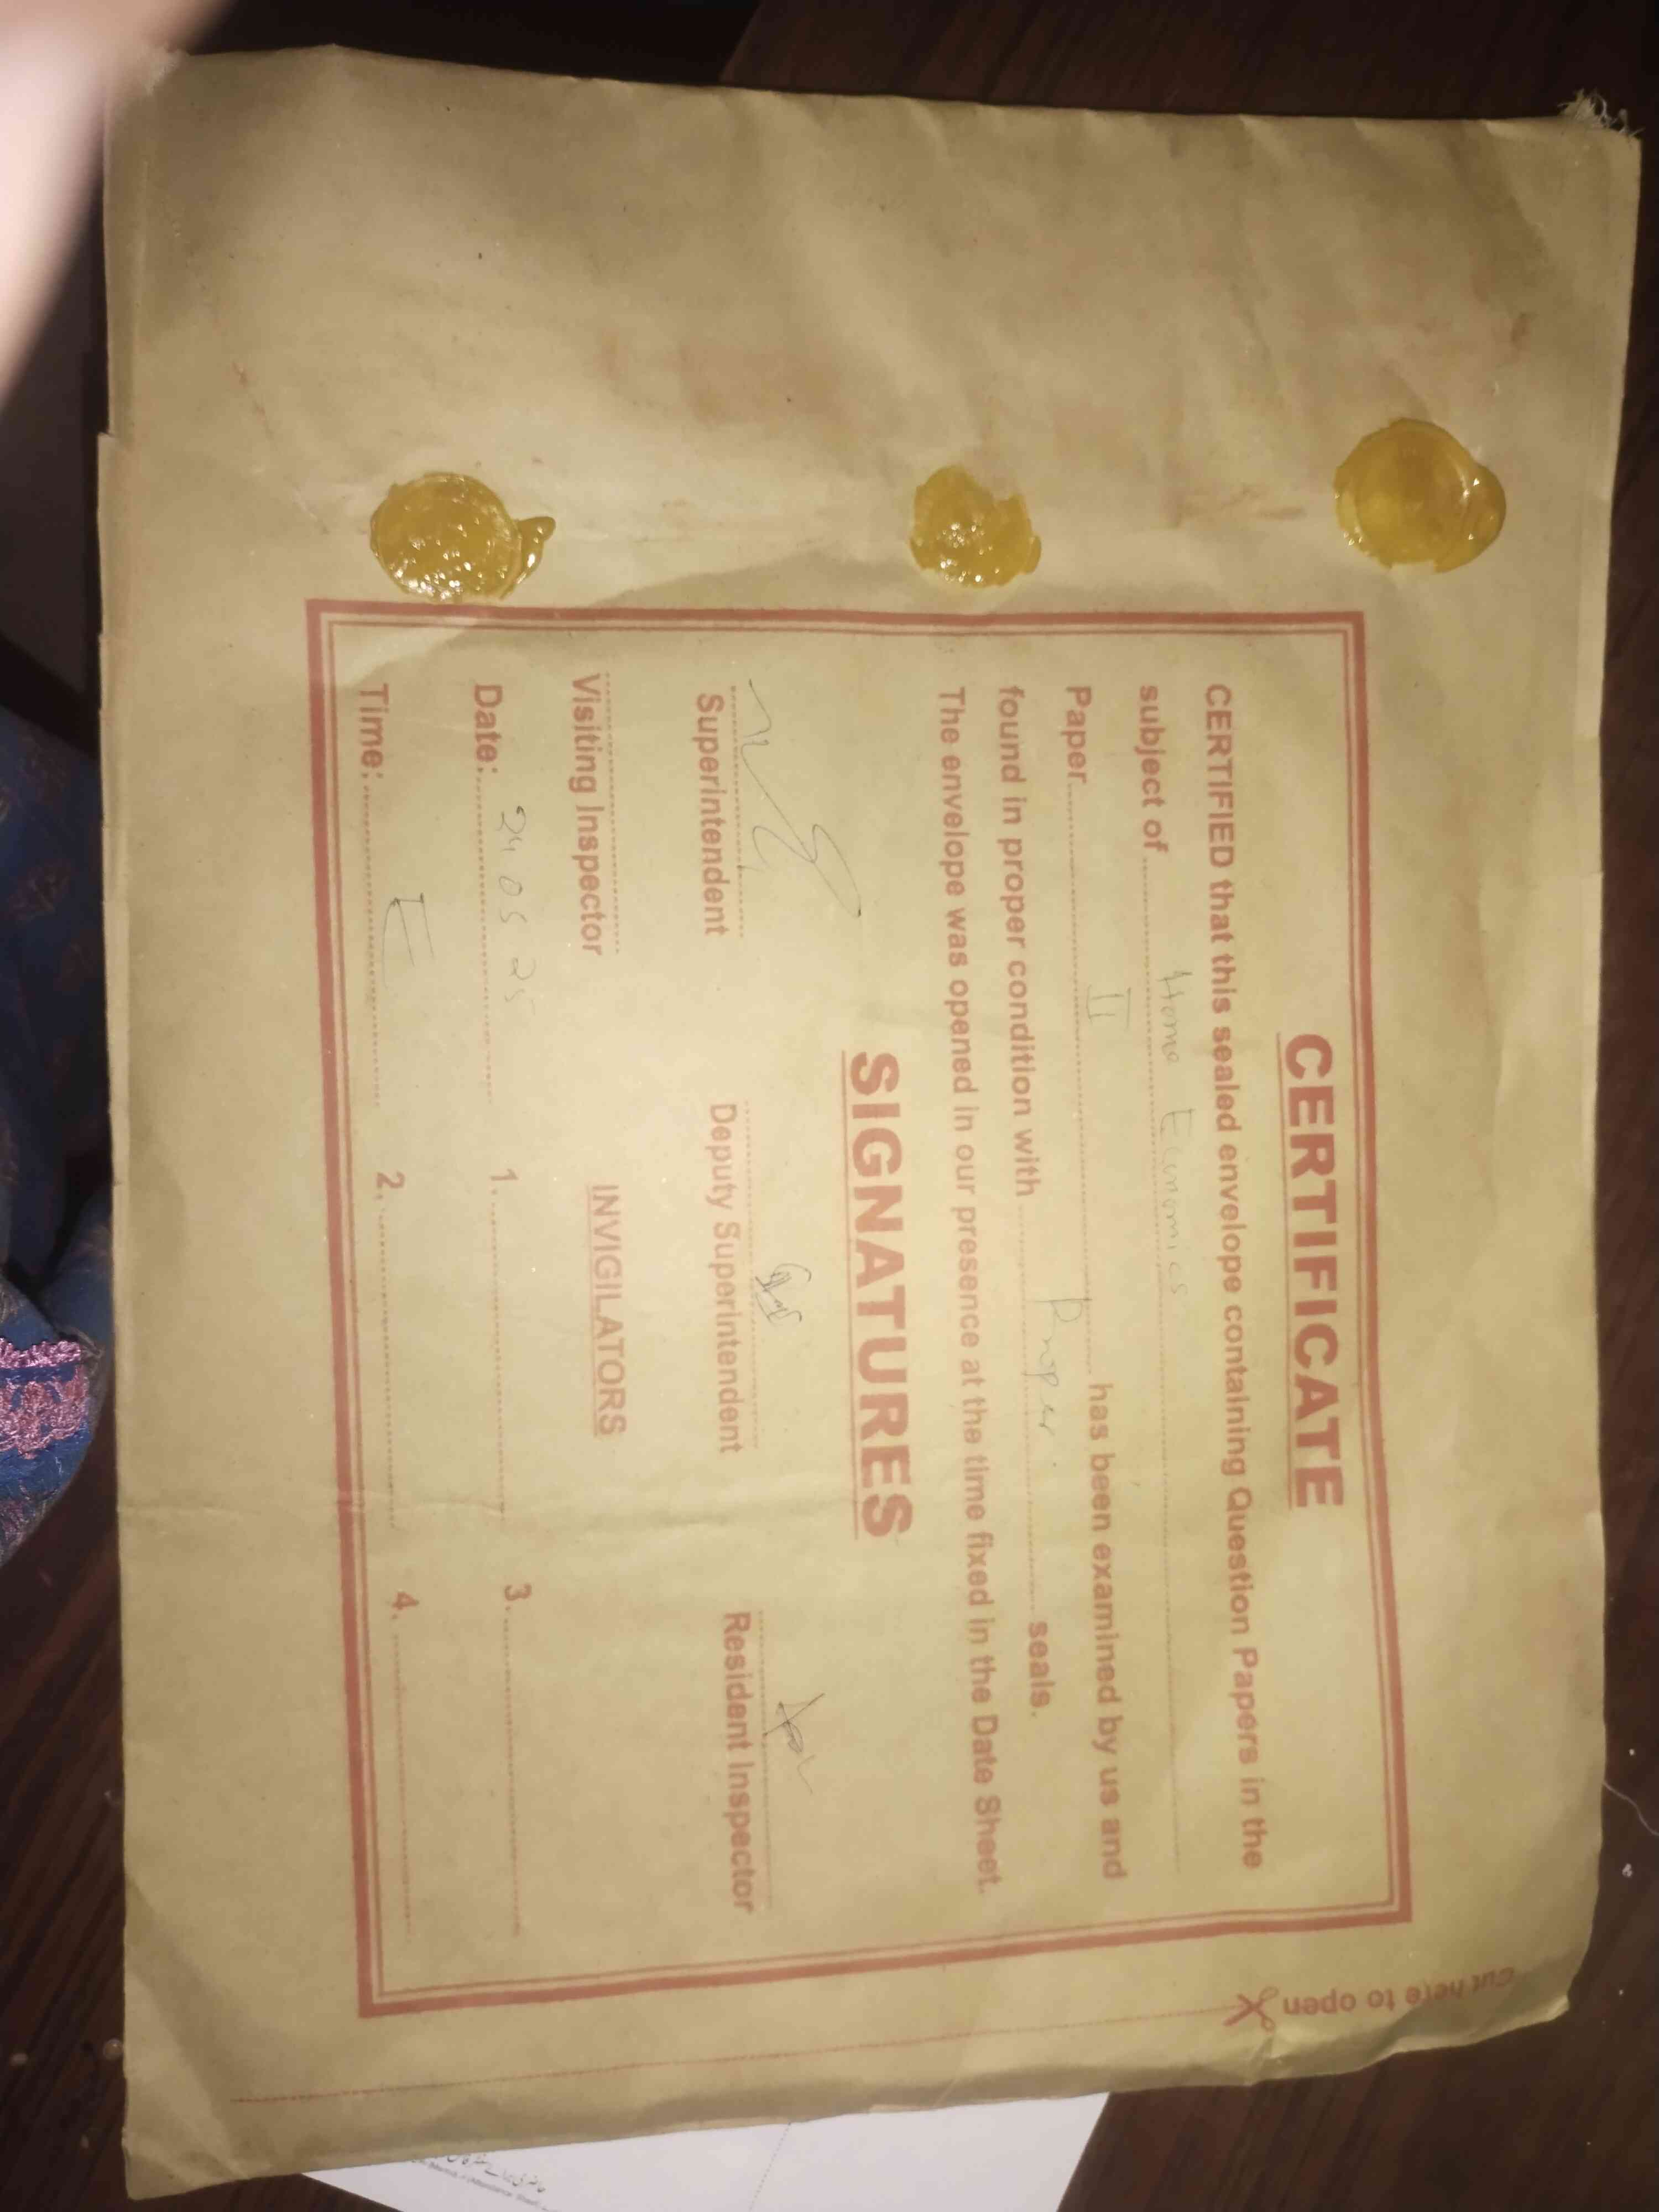 CERTIFICATE
CERTIFIED that this sealed envelope containing Question Papers in the
subject of Home Economics
Paper II has been examined by us and
found in proper condition with Proper seals.
The envelope was opened in our presence at the time fixed in the Date Sheet.
SIGNATURES
Superintendent Deputy Superintendent Resident Inspector
Visiting Inspector INVIGILATORS
Date: 24 05 25 1. 3.
Time: E 2. 4.
Cut here to open